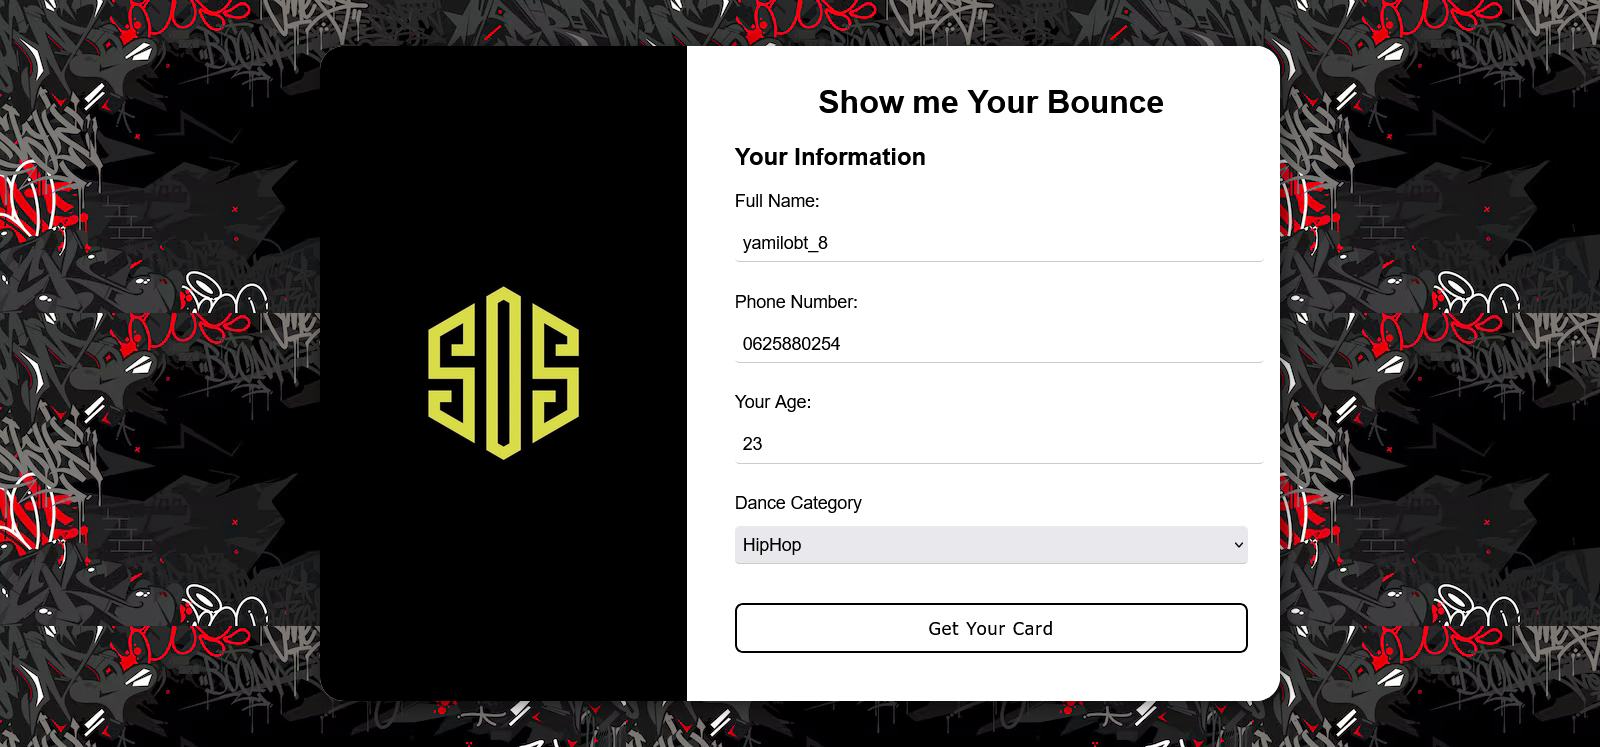 SOS
Show me Your Bounce
Your Information
Full Name:
yamilobt_8
Phone Number:
0625880254
Your Age:
23
Dance Category
HipHop
Get Your Card